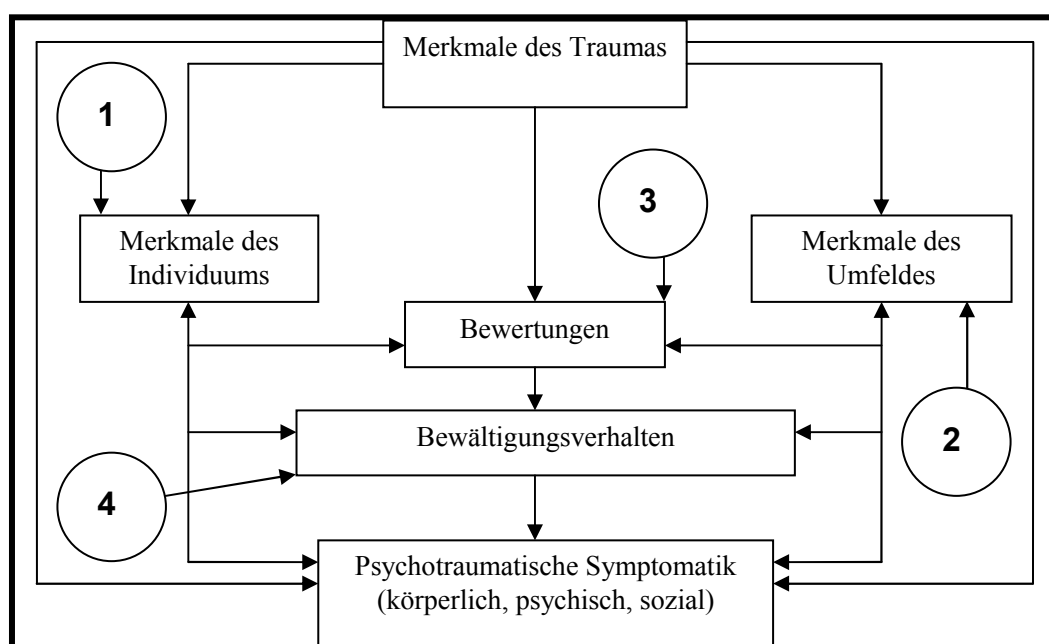 Merkmale des Traumas
1
3
Merkmale des
Individuums
Merkmale des
Umfeldes
Bewertungen
Bewältigungsverhalten
2
4
Psychotraumatische Symptomatik
(körperlich, psychisch, sozial)